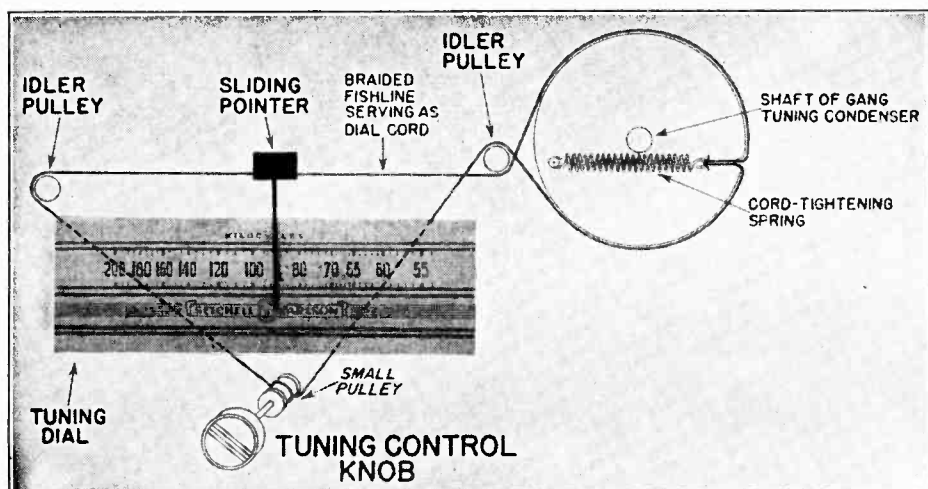 IDLER
PULLEY
SLIDING
POINTER
BRAIDED
FISHLINE
SERVING AS
DIAL CORD
IDLER
PULLEY
SHAFT OF GANG
TUNING CONDENSER
CORD-TIGHTENING
SPRING
KILOCYCLES
200 180 160 140 120 100 80 70 65 60 55
SMALL
PULLEY
TUNING
DIAL
TUNING CONTROL
KNOB